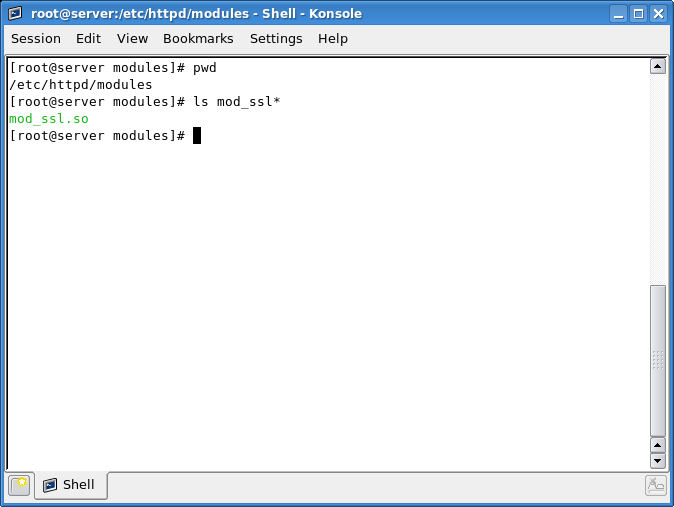 root@server:/etc/httpd/modules - Shell - Konsole
Session Edit View Bookmarks Settings Help
[root@server modules]# pwd
/etc/httpd/modules
[root@server modules]# ls mod_ssl*
mod_ssl.so
[root@server modules]#
Shell